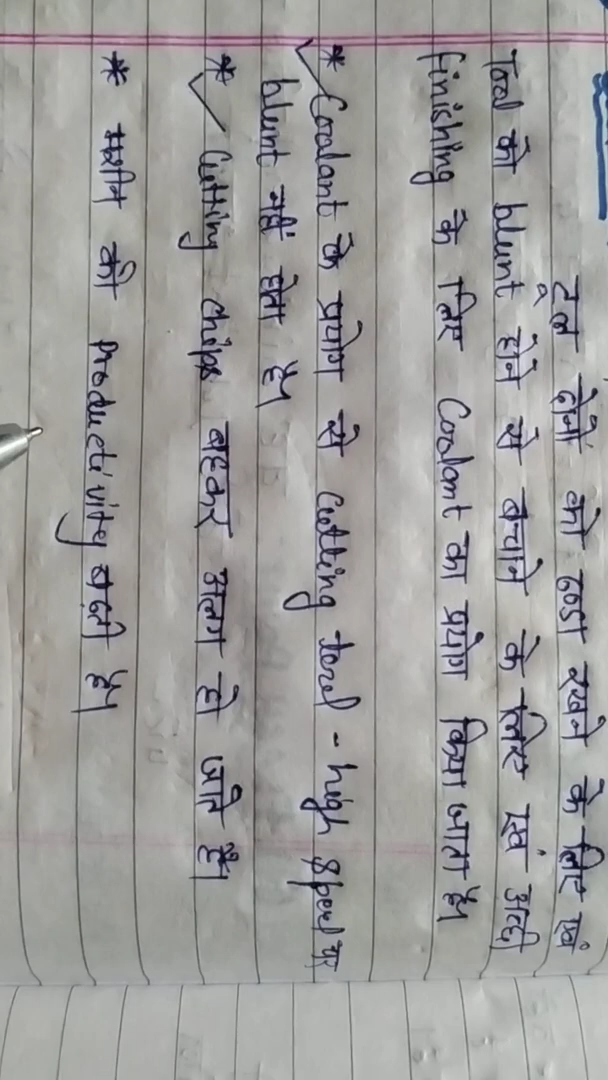 टूल दोनों को ठण्डा रखने के लिए एवं
Tool को blunt होने से बचाने के लिए एवं अच्छी
finishing के लिए Coolant का प्रयोग किया जाता है।
* Coolant के प्रयोग से Cutting tool - high speed पर
blunt नहीं होता है।
* Cutting chips बहकर अलग हो जाते हैं।
* मशीन की Productivity बढ़ती है।